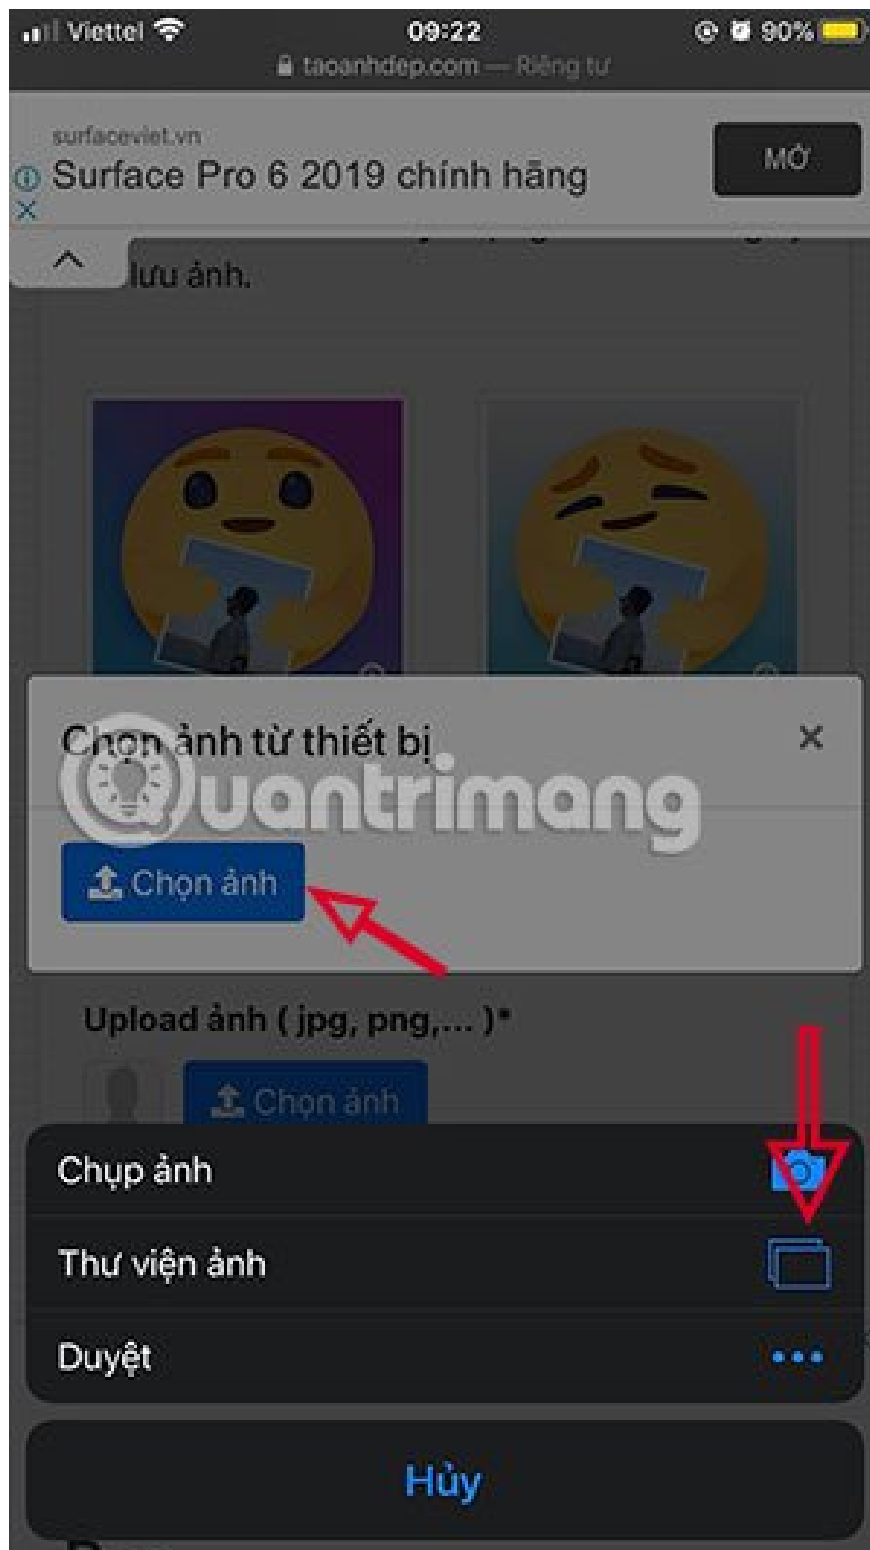 Viettel 09:22 90%
taoanhdep.com — Riêng tư
surfaceviet.vn
Surface Pro 6 2019 chính hãng
MỞ
lưu ảnh.
Chọn ảnh từ thiết bị
Quantrimang
Chọn ảnh
Upload ảnh ( jpg, png,... )*
Chọn ảnh
Chụp ảnh
Thư viện ảnh
Duyệt
Hủy